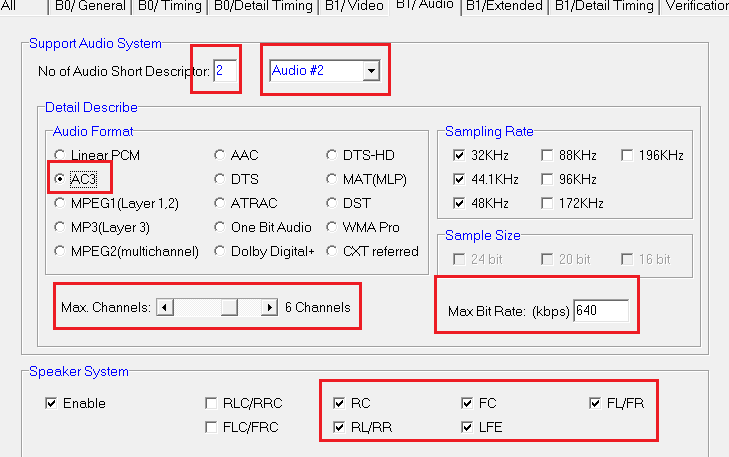 All B0/ General B0/ Timing B0/Detail Timing B1/ Video B1/ Audio B1/Extended B1/Detail Timing Verification
Support Audio System
No of Audio Short Descriptor: 2 Audio #2
Detail Describe
Audio Format Sampling Rate
Linear PCM AAC DTS-HD 32KHz 88KHz 196KHz
AC3 DTS MAT(MLP) 44.1KHz 96KHz
MPEG1(Layer 1,2) ATRAC DST 48KHz 172KHz
MP3(Layer 3) One Bit Audio WMA Pro Sample Size
MPEG2(multichannel) Dolby Digital+ CXT referred 24 bit 20 bit 16 bit
Max. Channels: 6 Channels Max Bit Rate: (kbps) 640
Speaker System
Enable RLC/RRC RC FC FL/FR
FLC/FRC RL/RR LFE